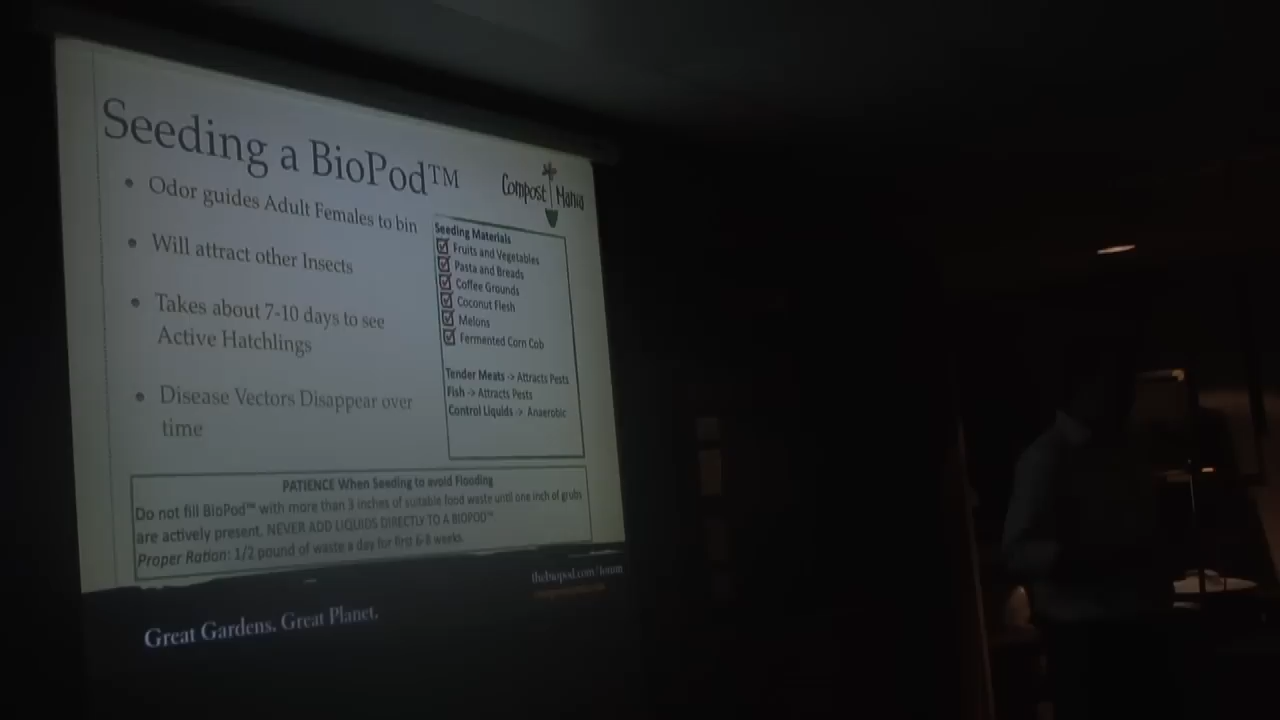 Seeding a BioPod™
Compost Mania
• Odor guides Adult Females to bin
• Will attract other Insects
• Takes about 7-10 days to see
Active Hatchlings
• Disease Vectors Disappear over
time
Seeding Materials
Fruits and Vegetables
Pasta and Breads
Coffee Grounds
Coconut Flesh
Melons
Fermented Corn Cob
Tender Meats -> Attracts Pests
Fish -> Attracts Pests
Control Liquids -> Anaerobic
PATIENCE When Seeding to avoid Flooding
Do not fill BioPod™ with more than 3 inches of suitable food waste until one inch of grubs
are actively present. NEVER ADD LIQUIDS DIRECTLY TO A BIOPOD™
Proper Ration: 1/2 pound of waste a day for first 6-8 weeks.
thebiopod.com/forum
Great Gardens. Great Planet.